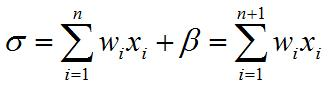 σ = ∑_{i=1}^{n} w_i x_i + β = ∑_{i=1}^{n+1} w_i x_i